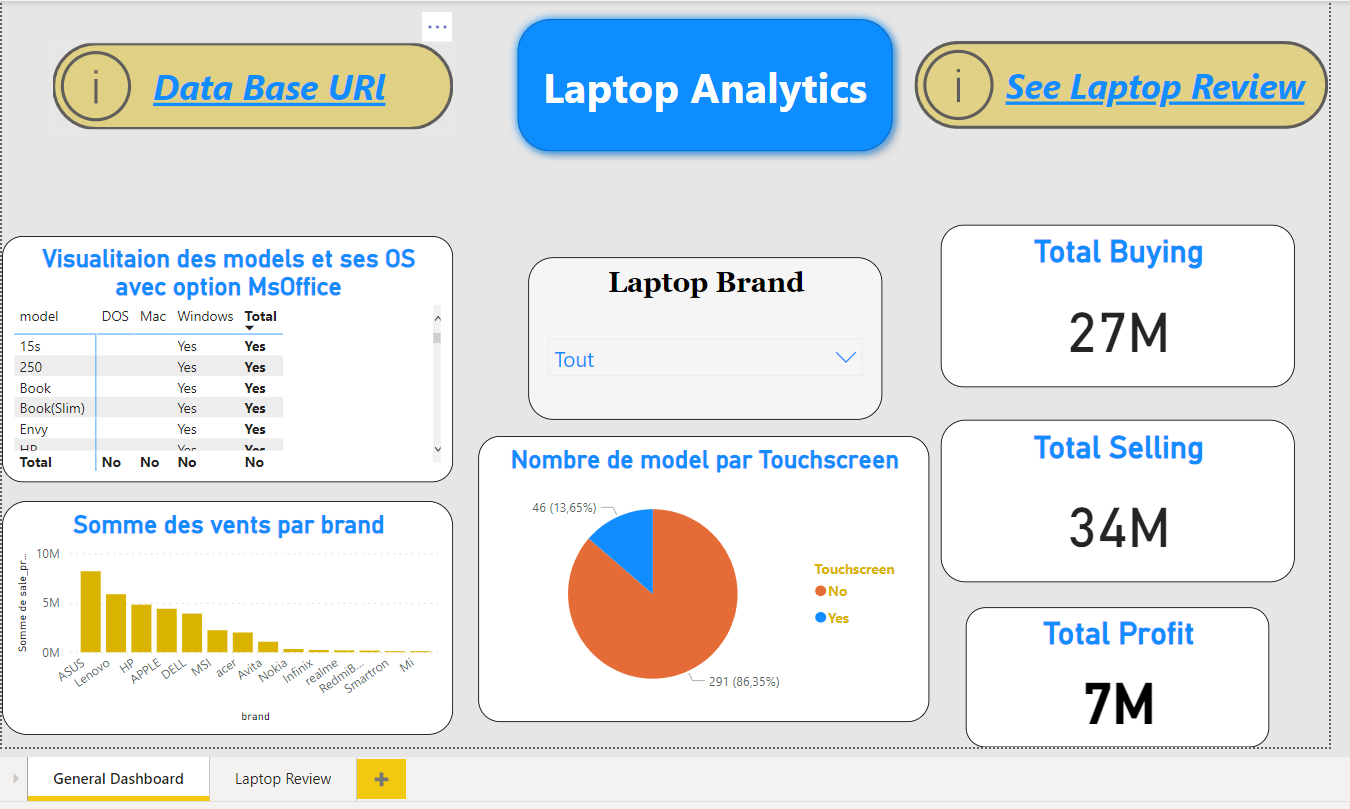 Data Base URl
Laptop Analytics
See Laptop Review
Visualitaion des models et ses OS
avec option MsOffice
model DOS Mac Windows Total
15s Yes Yes
250 Yes Yes
Book Yes Yes
Book(Slim) Yes Yes
Envy Yes Yes
HP Yes Yes
Total No No No No
Laptop Brand
Tout
Total Buying
27M
Total Selling
34M
Total Profit
7M
Somme des vents par brand
Somme de sale_pr...
10M
5M
0M
ASUS
Lenovo
HP
APPLE
DELL
MSI
acer
Avita
Nokia
Infinix
realme
RedmiB...
Smartron
Mi
brand
Nombre de model par Touchscreen
46 (13,65%)
291 (86,35%)
Touchscreen
No
Yes
General Dashboard
Laptop Review